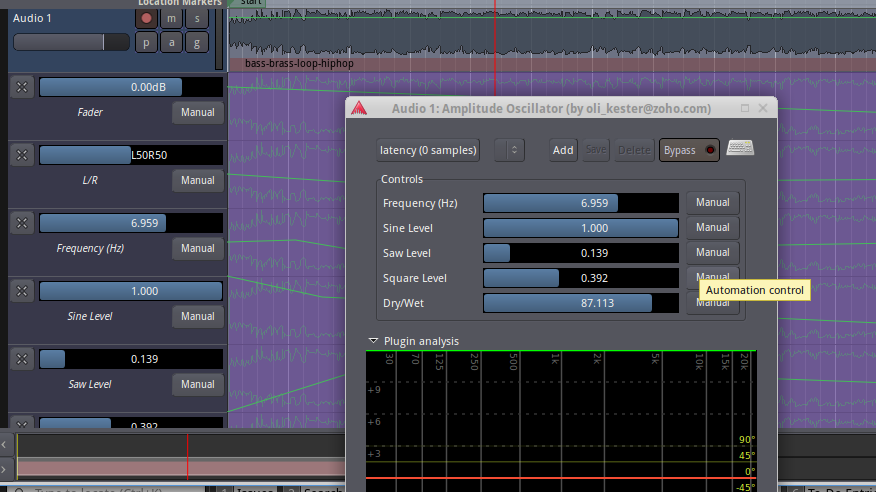 Location Markers
start
Audio 1
m
s
p
a
g
bass-brass-loop-hiphop
0.00dB
Fader
Manual
L50R50
L/R
Manual
6.959
Frequency (Hz)
Manual
1.000
Sine Level
Manual
0.139
Saw Level
Manual
0.392
Audio 1: Amplitude Oscillator (by oli_kester@zoho.com)
latency (0 samples)
Add
Save
Delete
Bypass
Controls
Frequency (Hz)
6.959
Manual
Sine Level
1.000
Manual
Saw Level
0.139
Manual
Square Level
0.392
Manual
Automation control
Dry/Wet
87.113
Manual
Plugin analysis
30
70
125
250
500
1k
2k
5k
10k
15k
20k
+9
+6
+3
90°
45°
0°
-45°